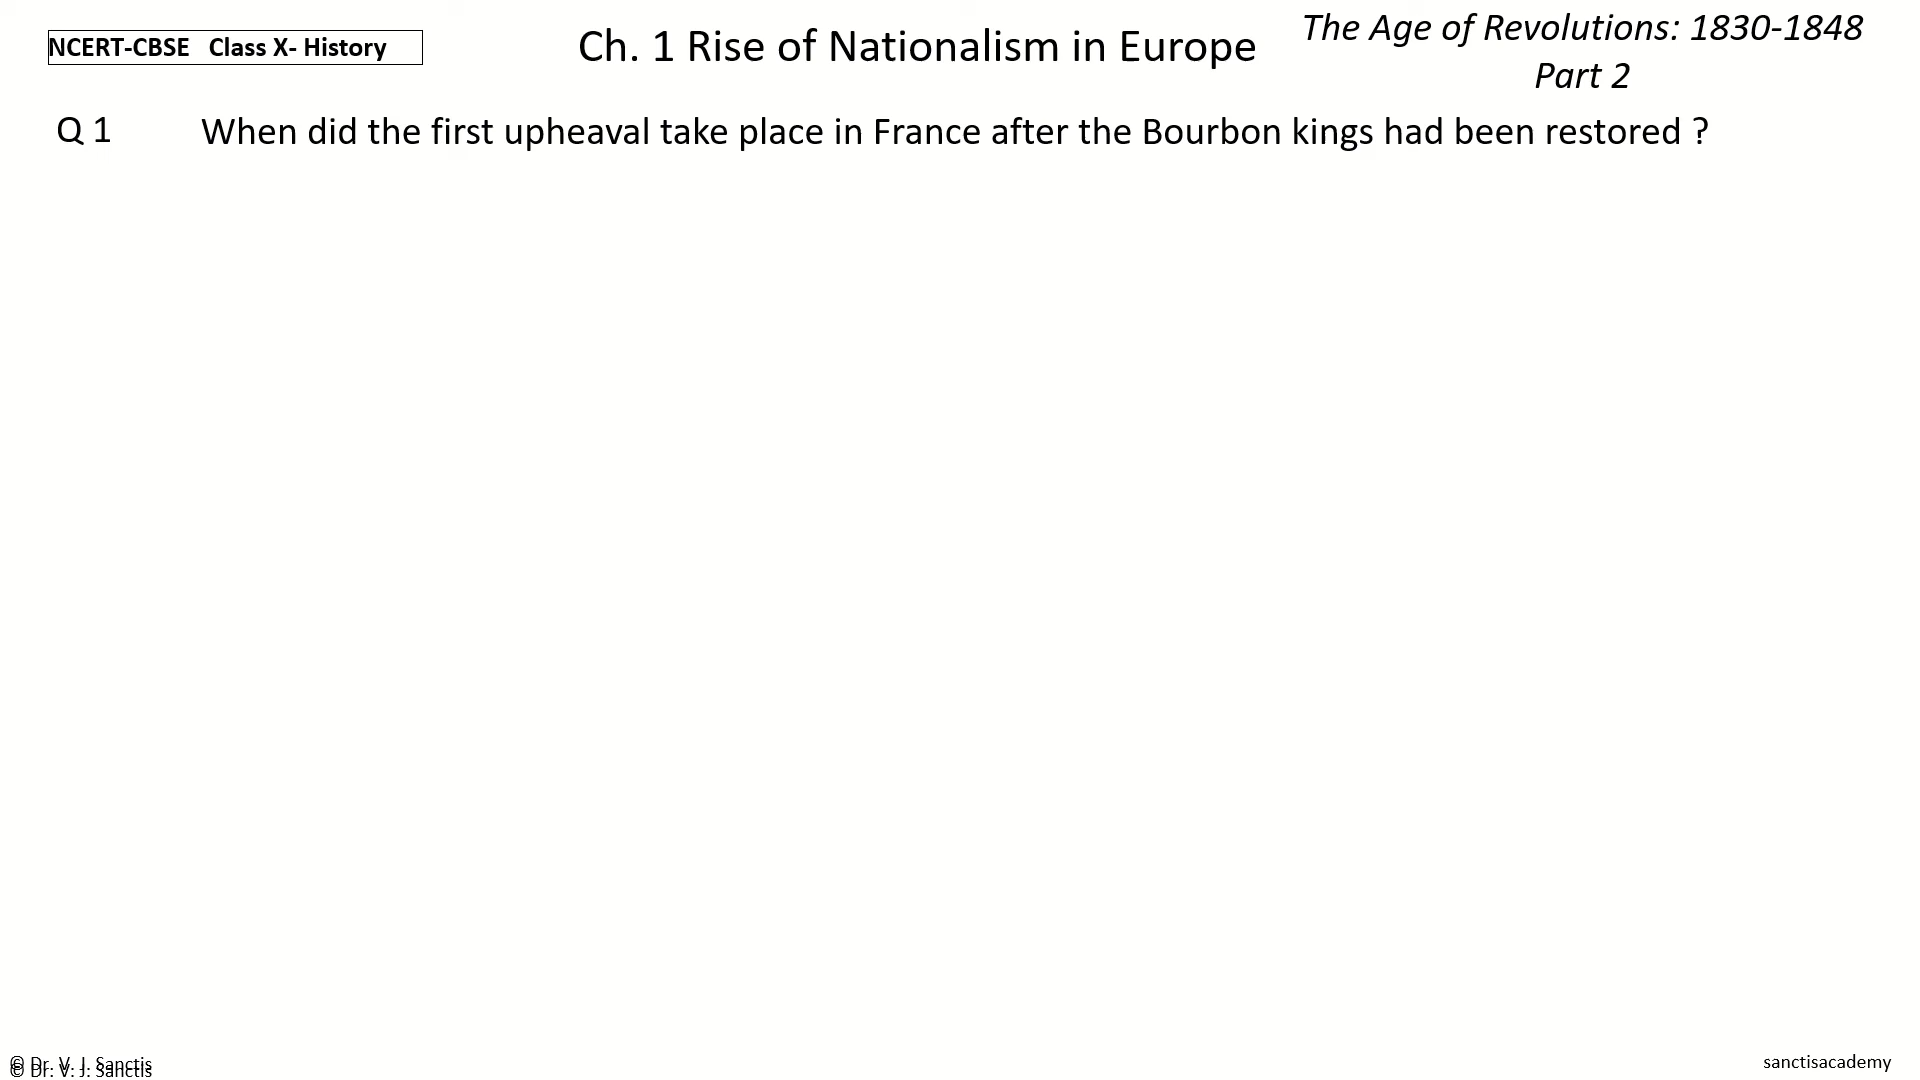 NCERT-CBSE Class X- History
Ch. 1 Rise of Nationalism in Europe
The Age of Revolutions: 1830-1848
Part 2
Q 1 When did the first upheaval take place in France after the Bourbon kings had been restored ?
© Dr. V. J. Sanctis
© Dr. V. J. Sanctis
sanctisacademy